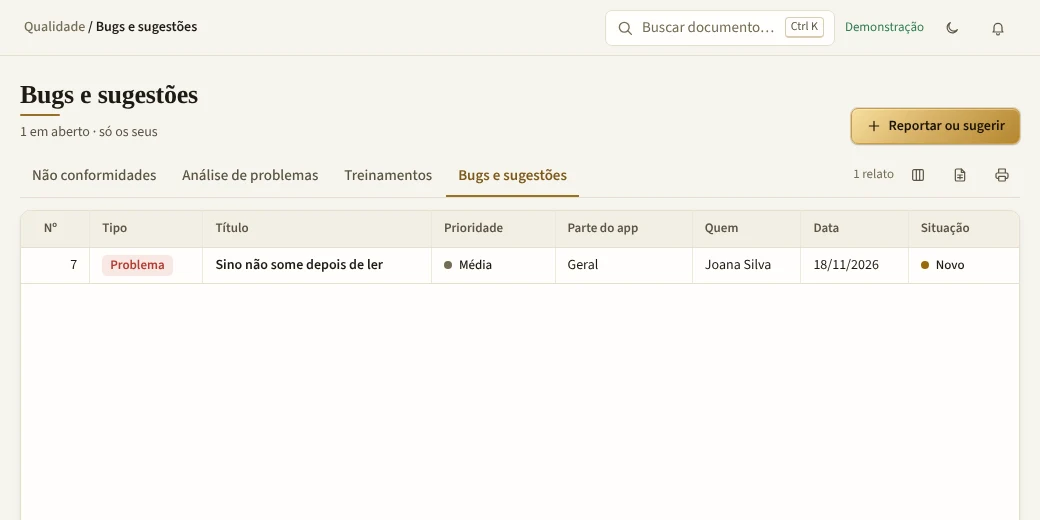 Qualidade / Bugs e sugestões
Buscar documento… Ctrl K
Demonstração
Bugs e sugestões
1 em aberto · só os seus
Reportar ou sugerir
Não conformidades Análise de problemas Treinamentos Bugs e sugestões
1 relato
Nº Tipo Título Prioridade Parte do app Quem Data Situação
7 Problema Sino não some depois de ler Média Geral Joana Silva 18/11/2026 Novo